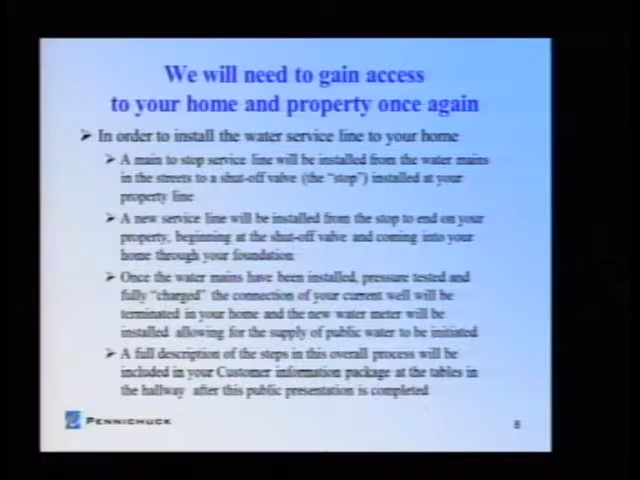 We will need to gain access
to your home and property once again
➢ In order to install the water service line to your home
➢ A main to stop service line will be installed from the water mains
in the streets to a shut-off valve (the “stop”) installed at your
property line
➢ A new service line will be installed from the stop to end on your
property, beginning at the shut-off valve and coming into your
home through your foundation
➢ Once the water mains have been installed, pressure tested and
fully “charged” the connection of your current well will be
terminated in your home and the new water meter will be
installed allowing for the supply of public water to be initiated
➢ A full description of the steps in this overall process will be
included in your Customer information package at the tables in
the hallway after this public presentation is completed
PENNICHUCK
8